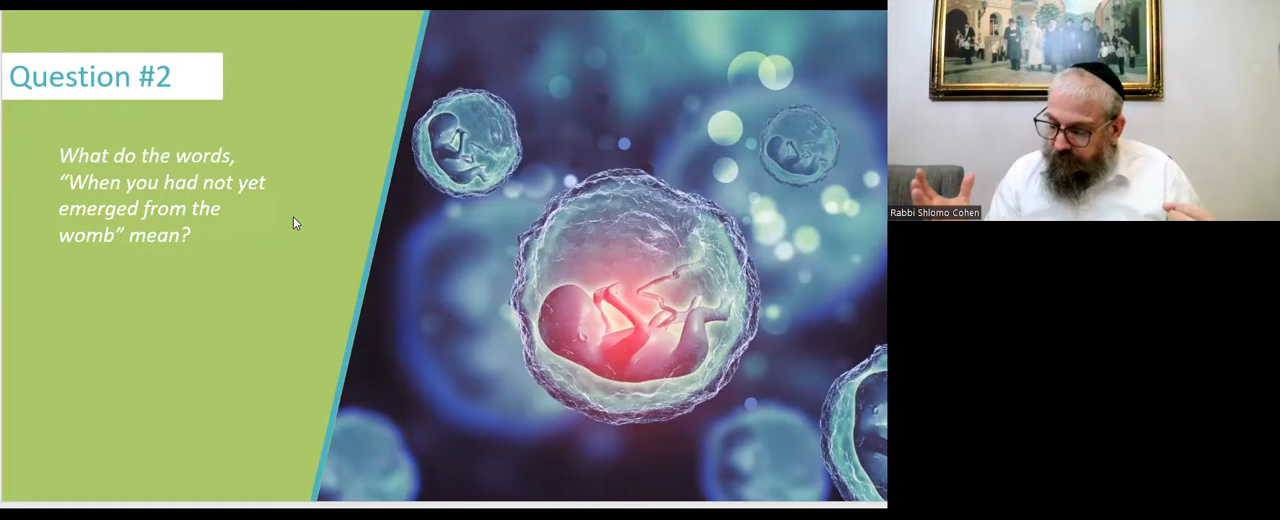 Question #2
What do the words,
“When you had not yet
emerged from the
womb” mean?
Rabbi Shlomo Cohen